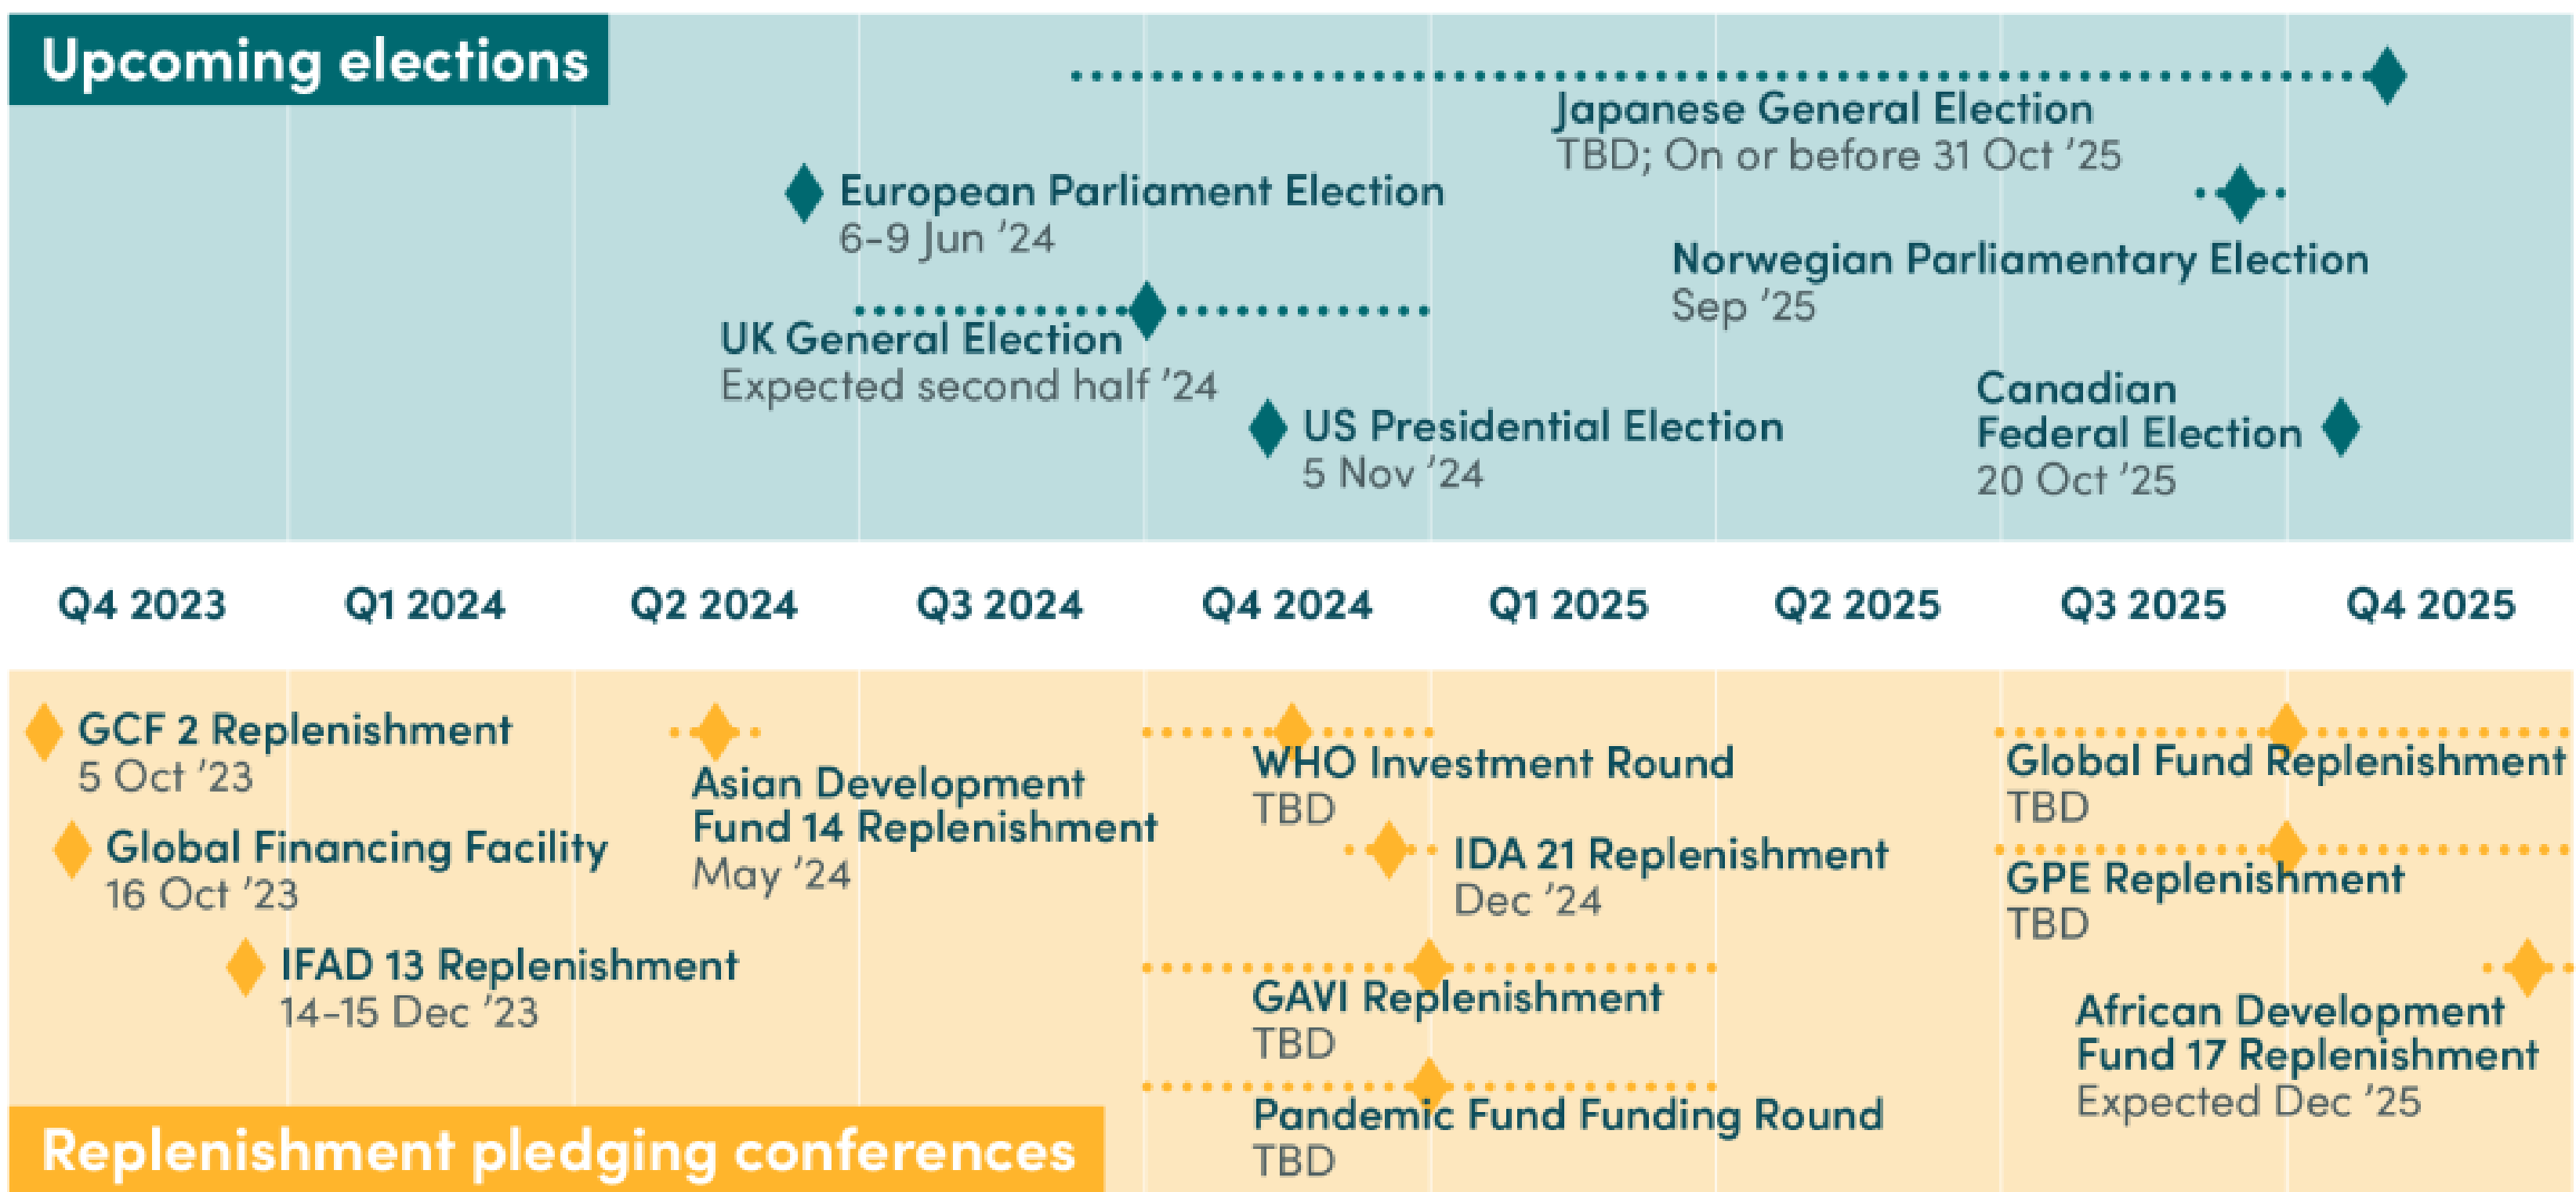 Upcoming elections
Japanese General Election
TBD; On or before 31 Oct ’25
European Parliament Election
6-9 Jun ’24
Norwegian Parliamentary Election
Sep ’25
UK General Election
Expected second half ’24
US Presidential Election
5 Nov ’24
Canadian
Federal Election
20 Oct ’25
Q4 2023 Q1 2024 Q2 2024 Q3 2024 Q4 2024 Q1 2025 Q2 2025 Q3 2025 Q4 2025
GCF 2 Replenishment
5 Oct ’23
Global Financing Facility
16 Oct ’23
IFAD 13 Replenishment
14-15 Dec ’23
Asian Development
Fund 14 Replenishment
May ’24
WHO Investment Round
TBD
IDA 21 Replenishment
Dec ’24
GAVI Replenishment
TBD
Pandemic Fund Funding Round
TBD
Global Fund Replenishment
TBD
GPE Replenishment
TBD
African Development
Fund 17 Replenishment
Expected Dec ’25
Replenishment pledging conferences